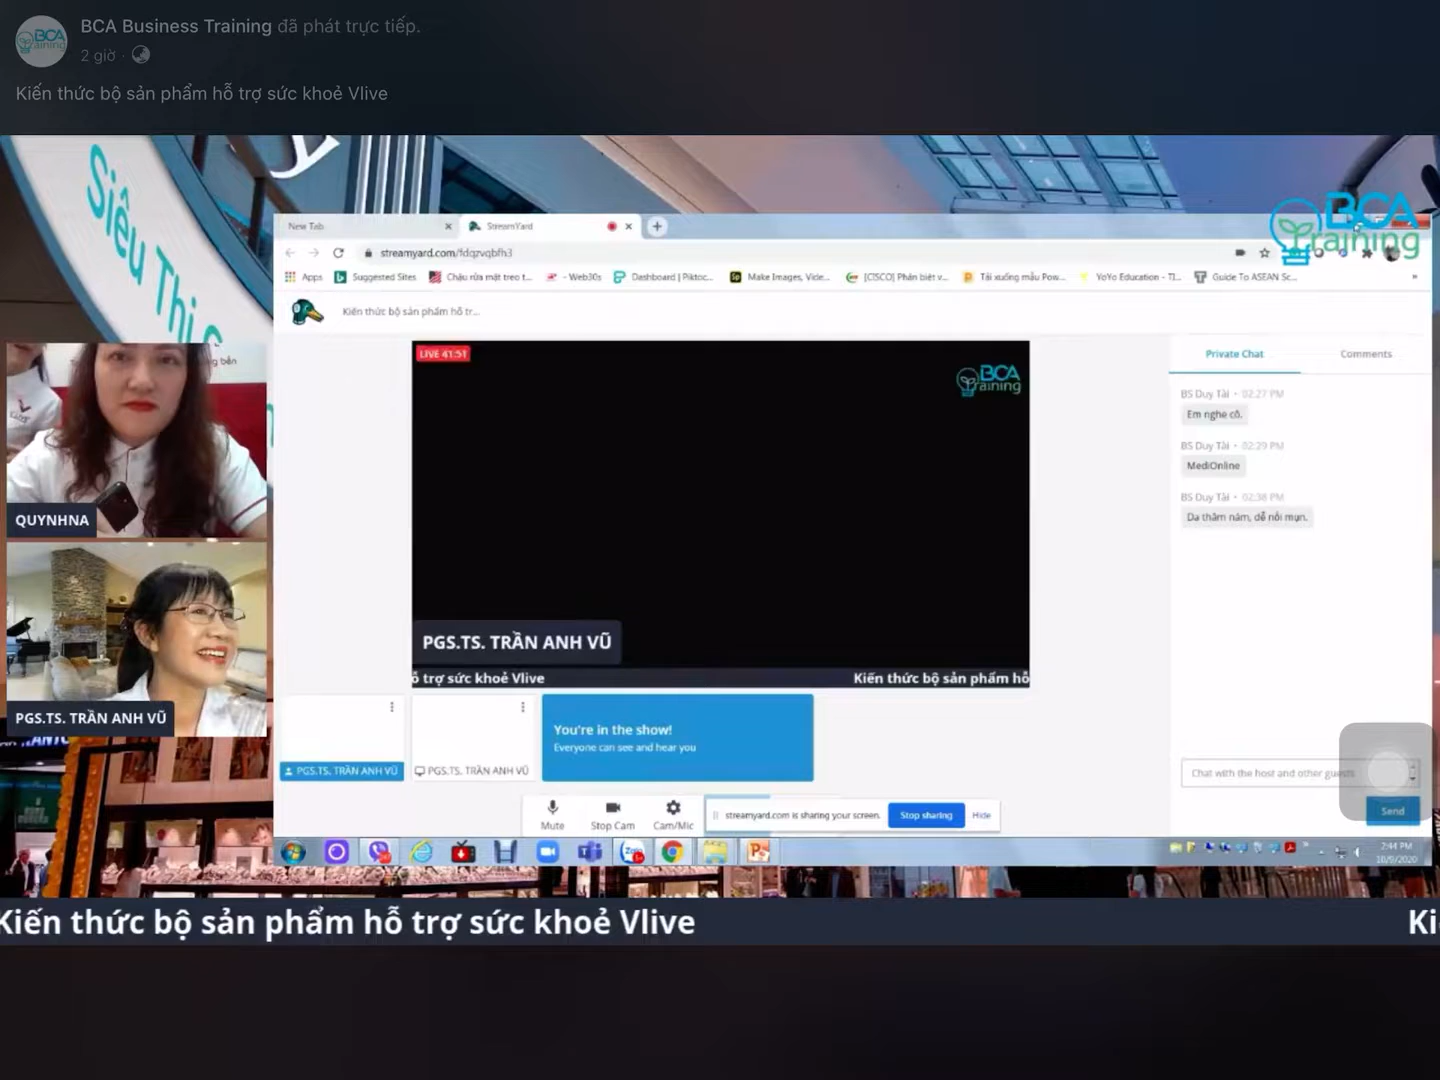 BCA Business Training đã phát trực tiếp.
2 giờ ·
Kiến thức bộ sản phẩm hỗ trợ sức khoẻ Vlive
Siêu Thị
BCA
Training
New Tab
StreamYard
streamyard.com/fdqzvqbfh3
Apps
Suggested Sites
Chậu rửa mặt treo t...
- Web30s
Dashboard | Piktoc...
Make Images, Vide...
[CISCO] Phân biệt v...
Tải xuống mẫu Pow...
YoYo Education - TI...
Guide To ASEAN Sc...
Kiến thức bộ sản phẩm hỗ tr...
LIVE 41:51
BCA
Training
PGS.TS. TRẦN ANH VŨ
ỗ trợ sức khoẻ Vlive
Kiến thức bộ sản phẩm hỗ
Private Chat
Comments
BS Duy Tài • 02:27 PM
Em nghe cô.
BS Duy Tài • 02:29 PM
MediOnline
BS Duy Tài • 02:38 PM
Da thâm nám, dễ nổi mụn.
QUYNHNA
PGS.TS. TRẦN ANH VŨ
PGS.TS. TRẦN ANH VŨ
PGS.TS. TRẦN ANH VŨ
You're in the show!
Everyone can see and hear you
Chat with the host and other guests
Send
Mute
Stop Cam
Cam/Mic
streamyard.com is sharing your screen.
Stop sharing
Hide
2:44 PM
10/9/2020
Kiến thức bộ sản phẩm hỗ trợ sức khoẻ Vlive
Ki